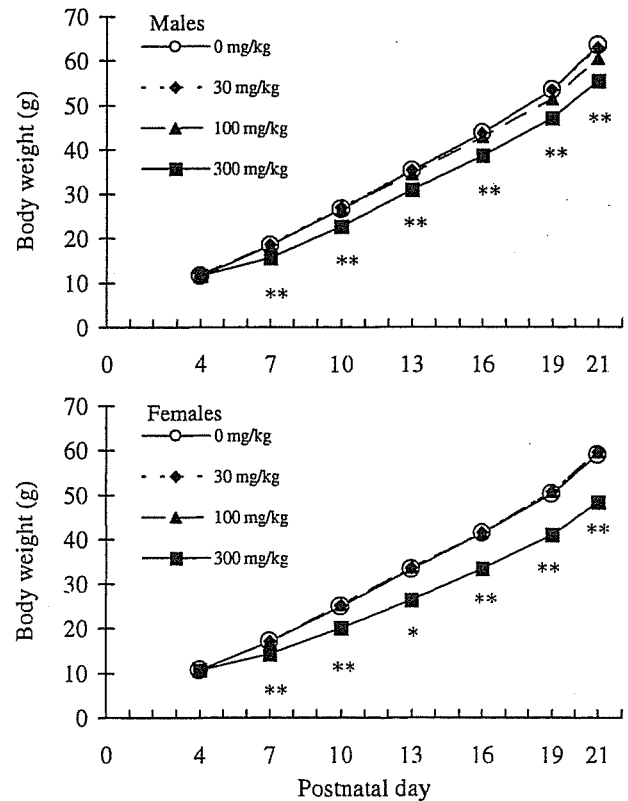 70
Males
60
0 mg/kg
50
30 mg/kg
40
100 mg/kg
30
300 mg/kg
20
10
0
Body weight (g)
** ** ** ** ** **
0 4 7 10 13 16 19 21
70
Females
60
0 mg/kg
50
30 mg/kg
40
100 mg/kg
30
300 mg/kg
20
10
0
Body weight (g)
** ** * ** ** **
0 4 7 10 13 16 19 21
Postnatal day